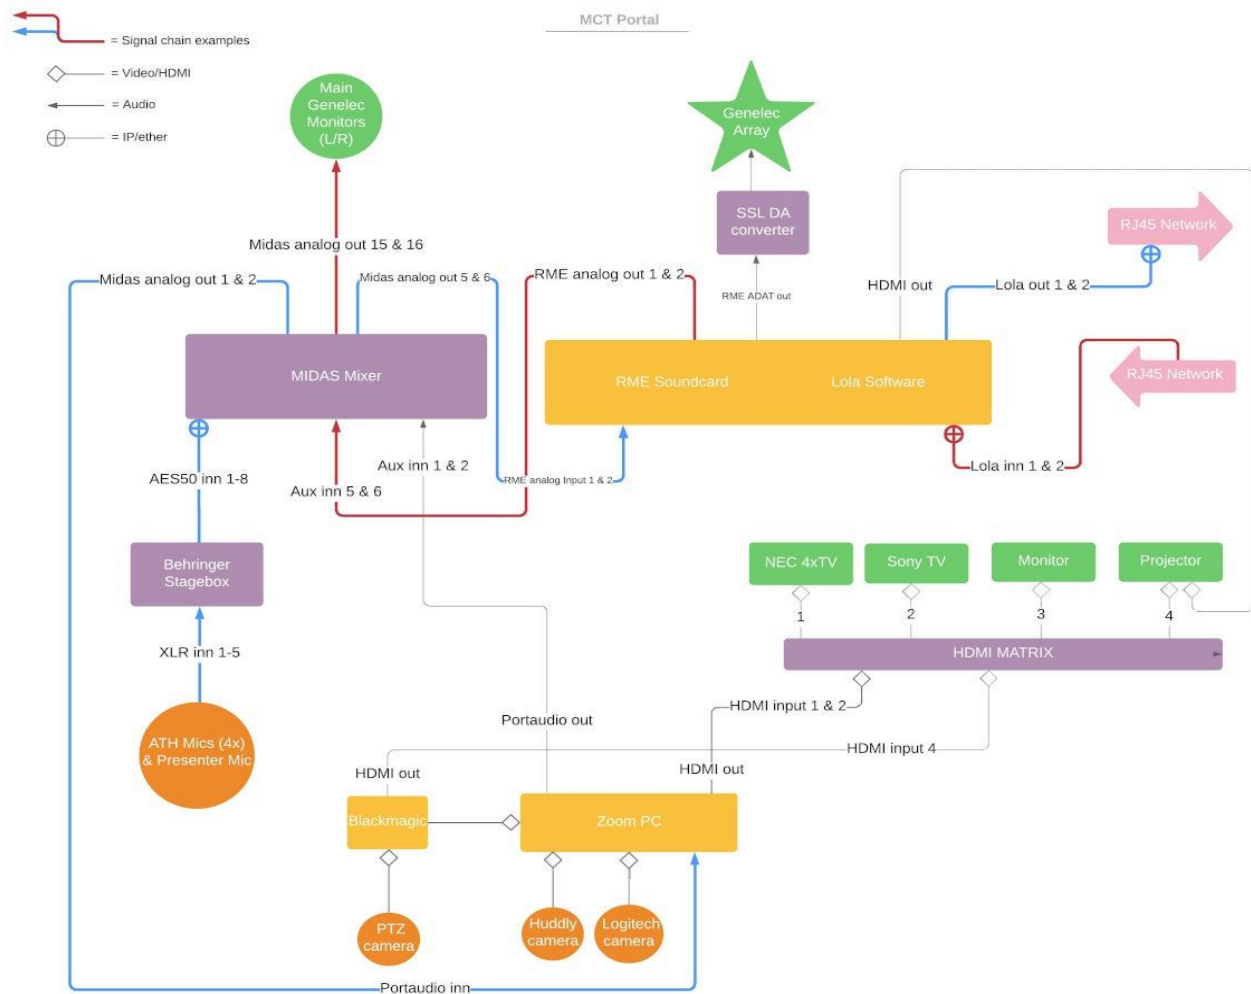 MCT Portal
= Signal chain examples
= Video/HDMI
= Audio
= IP/ether
Main
Genelec
Monitors
(L/R)
Genelec
Array
SSL DA
converter
RJ45 Network
Midas analog out 15 & 16
Midas analog out 1 & 2
Midas analog out 5 & 6
RME analog out 1 & 2
RME ADAT out
HDMI out
Lola out 1 & 2
MIDAS Mixer
RME Soundcard
Lola Software
RJ45 Network
AES50 inn 1-8
Aux inn 1 & 2
Aux inn 5 & 6
RME analog Input 1 & 2
Lola inn 1 & 2
Behringer
Stagebox
NEC 4xTV
Sony TV
Monitor
Projector
1
2
3
4
XLR inn 1-5
HDMI MATRIX
ATH Mics (4x)
& Presenter Mic
Portaudio out
HDMI input 1 & 2
HDMI input 4
HDMI out
HDMI out
Blackmagic
Zoom PC
PTZ
camera
Huddly
camera
Logitech
camera
Portaudio inn